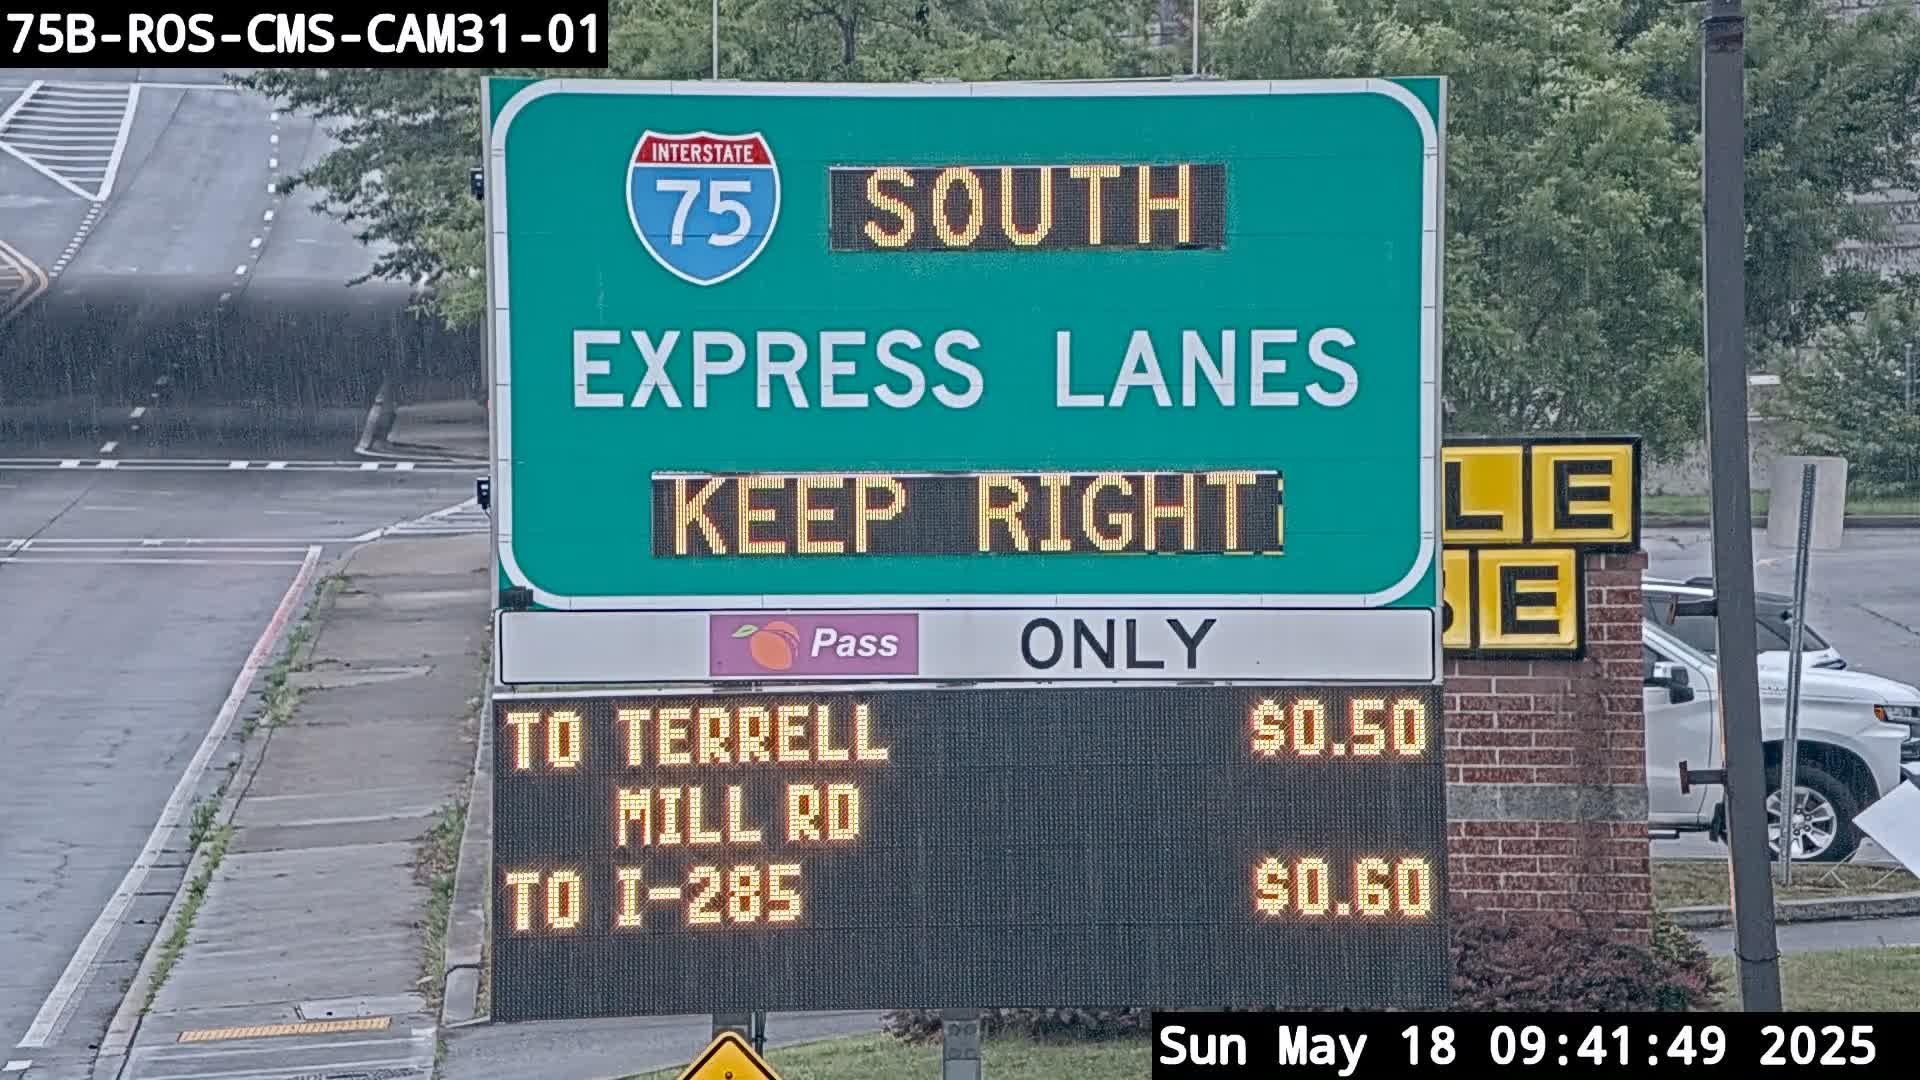 75B-ROS-CMS-CAM31-01
INTERSTATE
75
SOUTH
EXPRESS LANES
KEEP RIGHT
Pass ONLY
TO TERRELL $0.50
MILL RD
TO I-285 $0.60
LE
E
Sun May 18 09:41:49 2025